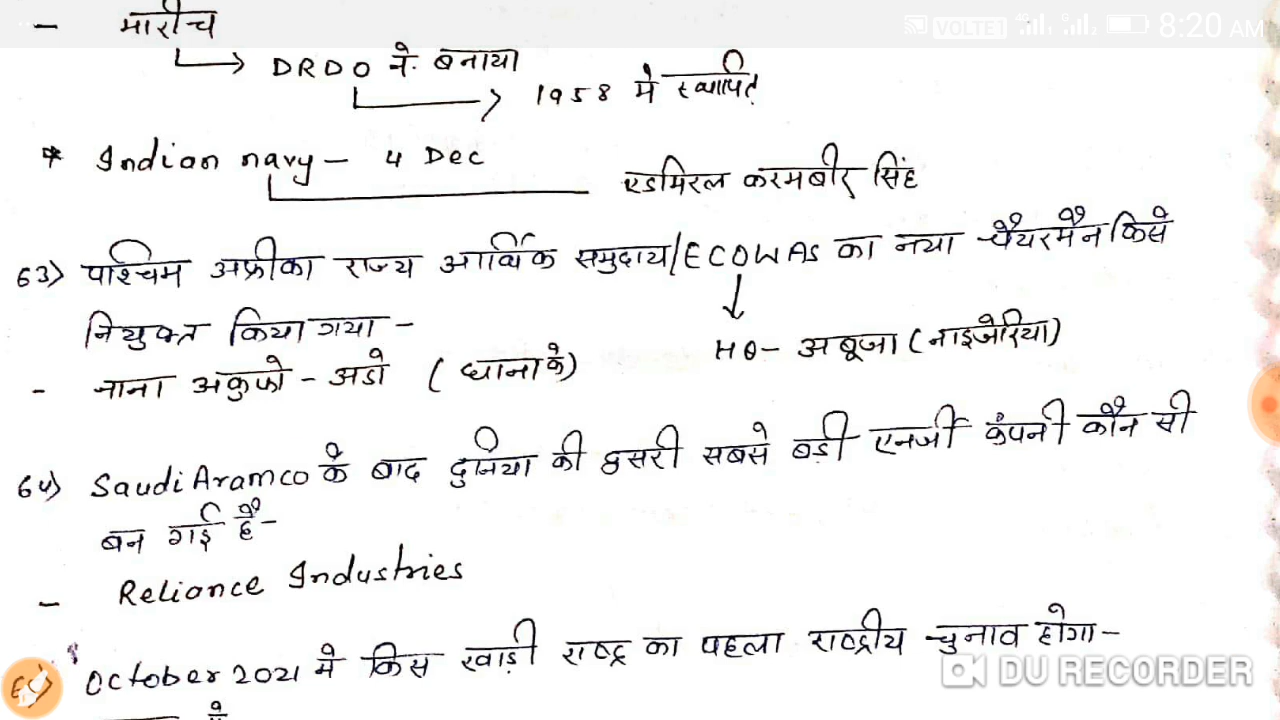 VOLTE1 4G 8:20 AM
- मारीच
DRDO ने बनाया
1958 मे स्थापित
* Indian navy - 4 Dec
एडमिरल करमबीर सिंह
63) पश्चिम अफ्रीका राज्य आर्थिक समुदाय/ECOWAS का नया चैयरमैन किसे
नियुक्त किया गया -
HQ - अबूजा (नाइजेरिया)
- नाना अकुफो - अडो (घाना के)
64) Saudi Aramco के बाद दुनिया की दुसरी सबसे बड़ी एनर्जी कंपनी कौन सी
बन गई है -
- Reliance Industries
October 2021 मे किस खाड़ी राष्ट्र का पहला राष्ट्रीय चुनाव होगा -
DU RECORDER